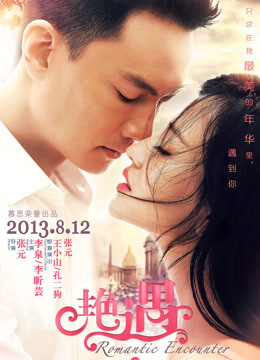 只求在我最美的年华里，
遇到你
慕思荣誉出品
2013.8.12
张元
王小山/孔二狗
李泉/李昕芸
张元
艳遇
Romantic Encounter